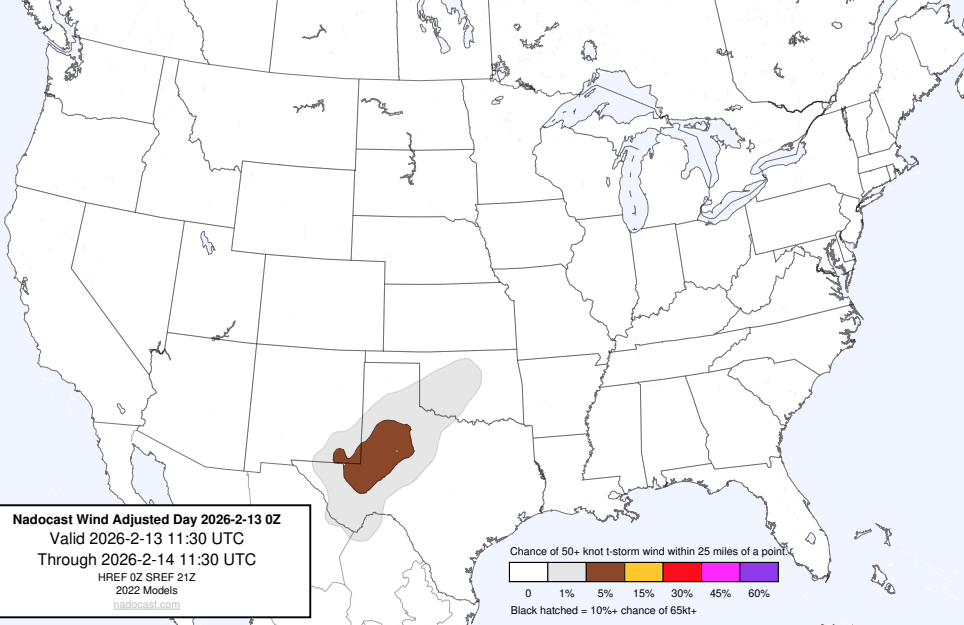 Nadocast Wind Adjusted Day 2026-2-13 0Z
Valid 2026-2-13 11:30 UTC
Through 2026-2-14 11:30 UTC
HREF 0Z SREF 21Z
2022 Models
nadocast.com
Chance of 50+ knot t-storm wind within 25 miles of a point.
0 1% 5% 15% 30% 45% 60%
Black hatched = 10%+ chance of 65kt+